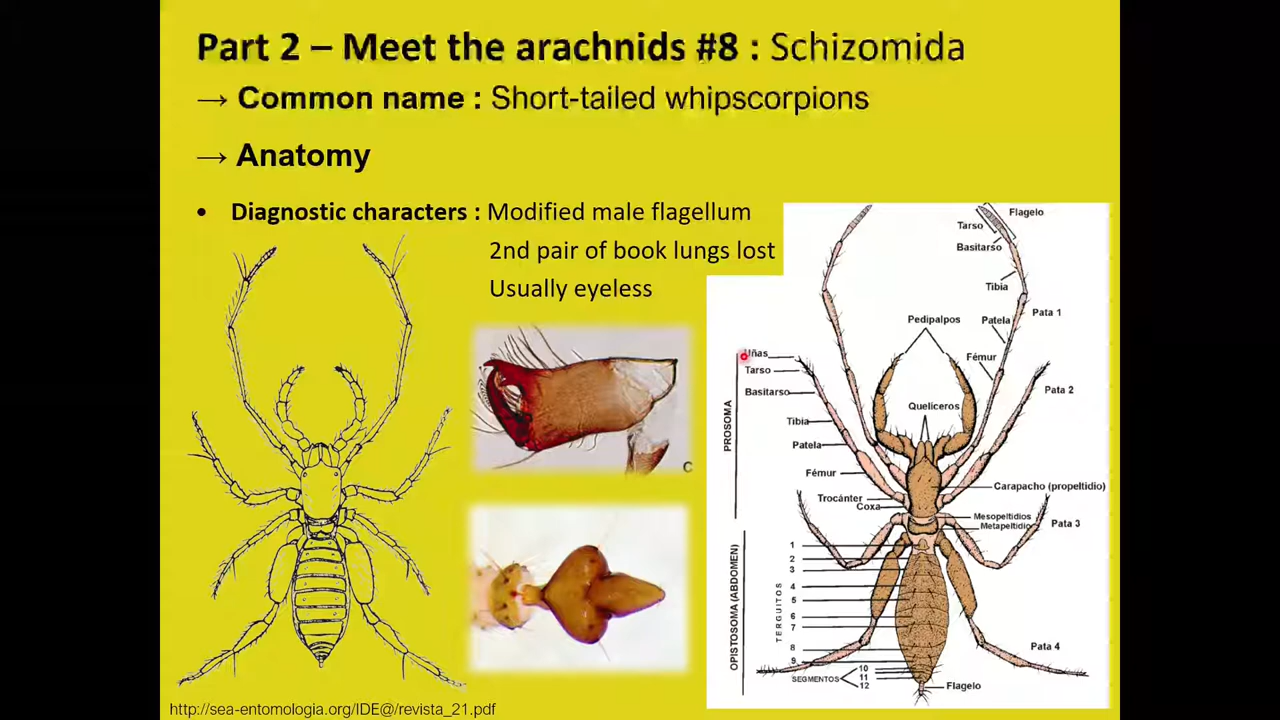 Part 2 – Meet the arachnids #8 : Schizomida
→ Common name : Short-tailed whipscorpions
→ Anatomy
• Diagnostic characters : Modified male flagellum
2nd pair of book lungs lost
Usually eyeless
C
Flagelo
Tarso
Basitarso
Tibia
Pata 1
Pedipalpos
Patela
Fémur
Uñas
Tarso
Pata 2
Basitarso
Queliceros
Tibia
PROSOMA
Patela
Fémur
Carapacho (propeltidio)
Trocánter
Coxa
Mesopeltidios
Metapeltidio
Pata 3
OPISTOSOMA (ABDOMEN)
TERGUITOS
1
2
3
4
5
6
7
8
9
Pata 4
SEGMENTOS
10
11
12
Flagelo
http://sea-entomologia.org/IDE@/revista_21.pdf